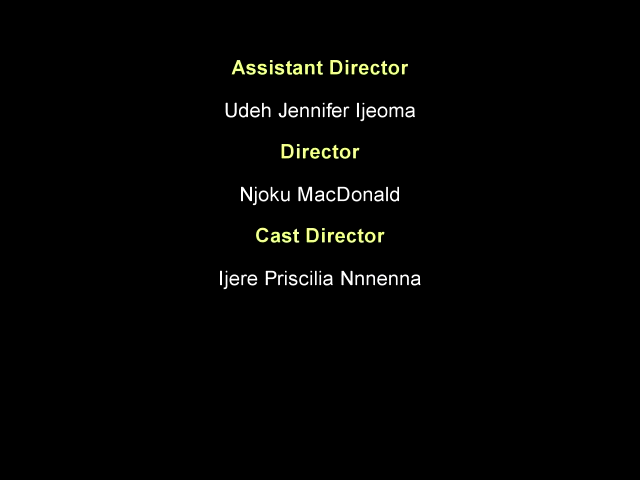 Assistant Director
Udeh Jennifer Ijeoma
Director
Njoku MacDonald
Cast Director
Ijere Priscilia Nnnenna